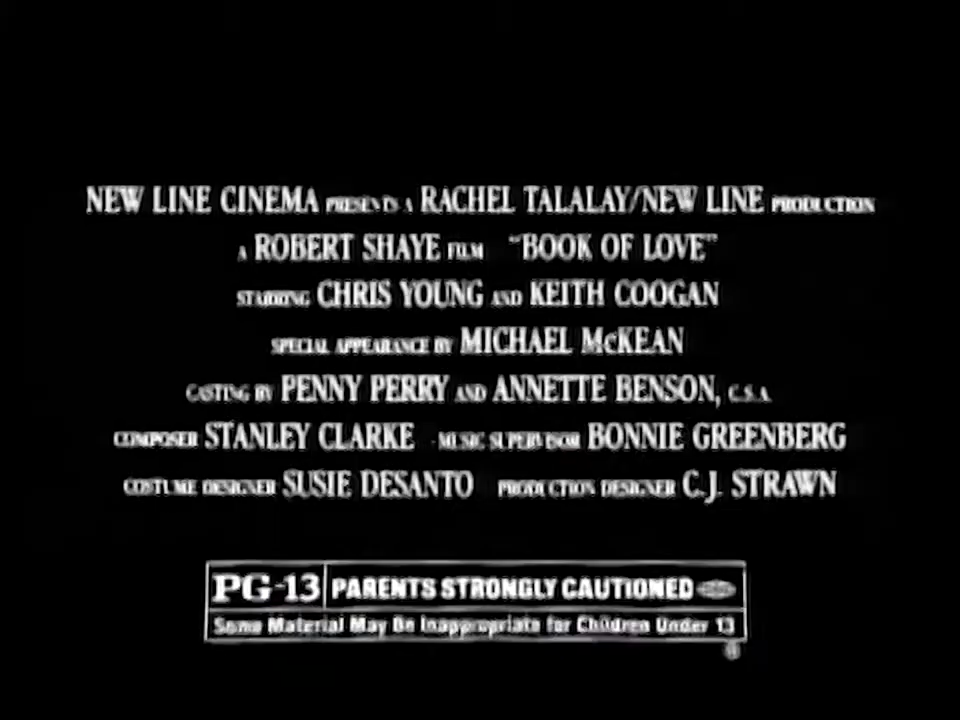 NEW LINE CINEMA PRESENTS A RACHEL TALALAY/NEW LINE PRODUCTION
A ROBERT SHAYE FILM "BOOK OF LOVE"
STARRING CHRIS YOUNG AND KEITH COOGAN
SPECIAL APPEARANCE BY MICHAEL McKEAN
CASTING BY PENNY PERRY AND ANNETTE BENSON, C.S.A.
COMPOSER STANLEY CLARKE MUSIC SUPERVISOR BONNIE GREENBERG
COSTUME DESIGNER SUSIE DESANTO PRODUCTION DESIGNER C.J. STRAWN
PG-13 PARENTS STRONGLY CAUTIONED
Some Material May Be Inappropriate for Children Under 13